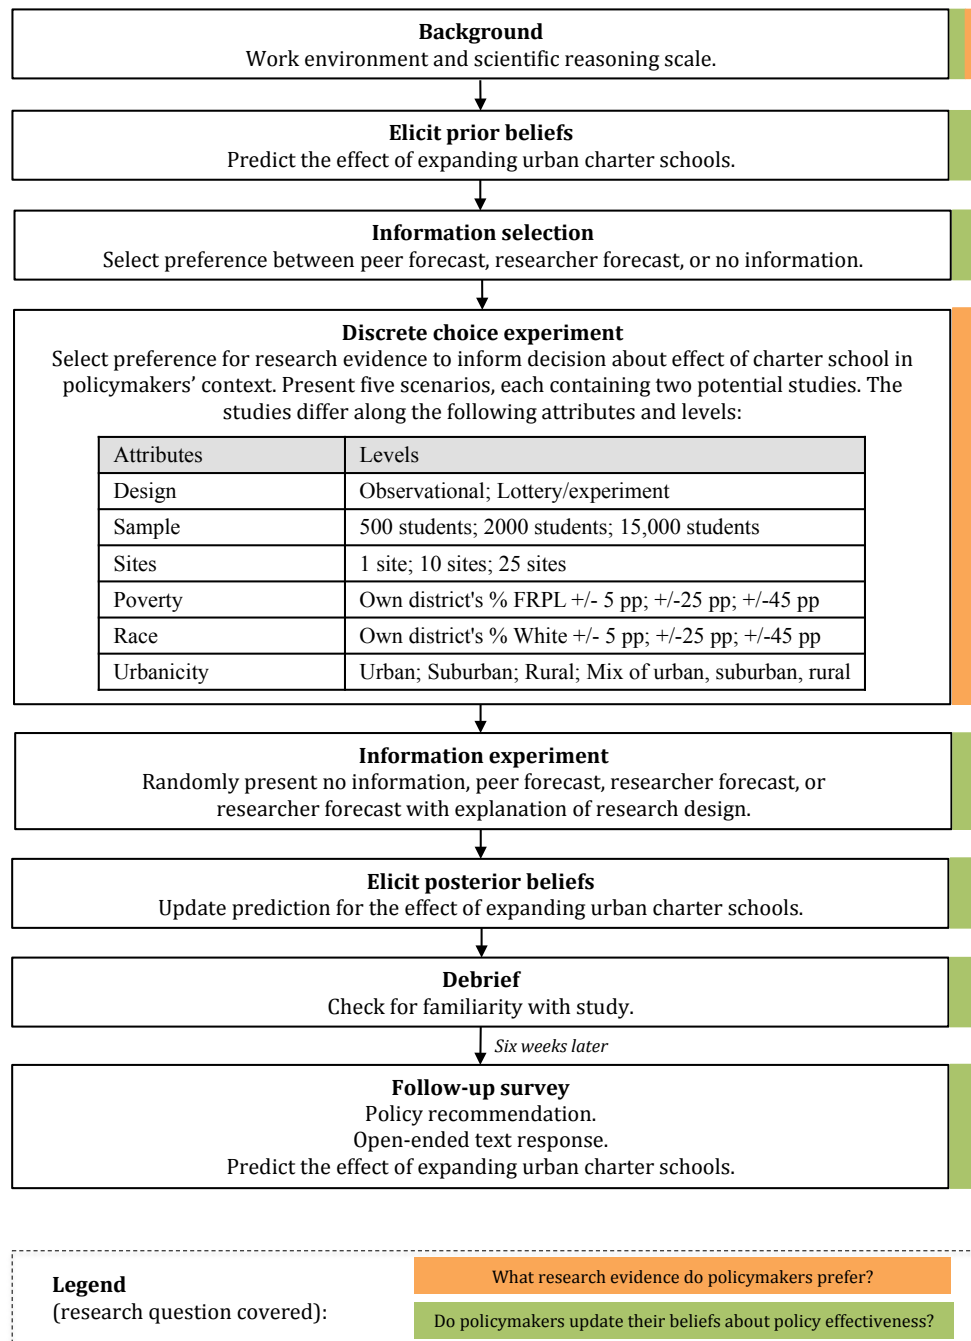 Background
Work environment and scientific reasoning scale.
Elicit prior beliefs
Predict the effect of expanding urban charter schools.
Information selection
Select preference between peer forecast, researcher forecast, or no information.
Discrete choice experiment
Select preference for research evidence to inform decision about effect of charter school in
policymakers’ context. Present five scenarios, each containing two potential studies. The
studies differ along the following attributes and levels:
Attributes Levels
Design Observational; Lottery/experiment
Sample 500 students; 2000 students; 15,000 students
Sites 1 site; 10 sites; 25 sites
Poverty Own district's % FRPL +/- 5 pp; +/-25 pp; +/-45 pp
Race Own district's % White +/- 5 pp; +/-25 pp; +/-45 pp
Urbanicity Urban; Suburban; Rural; Mix of urban, suburban, rural
Information experiment
Randomly present no information, peer forecast, researcher forecast, or
researcher forecast with explanation of research design.
Elicit posterior beliefs
Update prediction for the effect of expanding urban charter schools.
Debrief
Check for familiarity with study.
Six weeks later
Follow-up survey
Policy recommendation.
Open-ended text response.
Predict the effect of expanding urban charter schools.
Legend
(research question covered):
What research evidence do policymakers prefer?
Do policymakers update their beliefs about policy effectiveness?